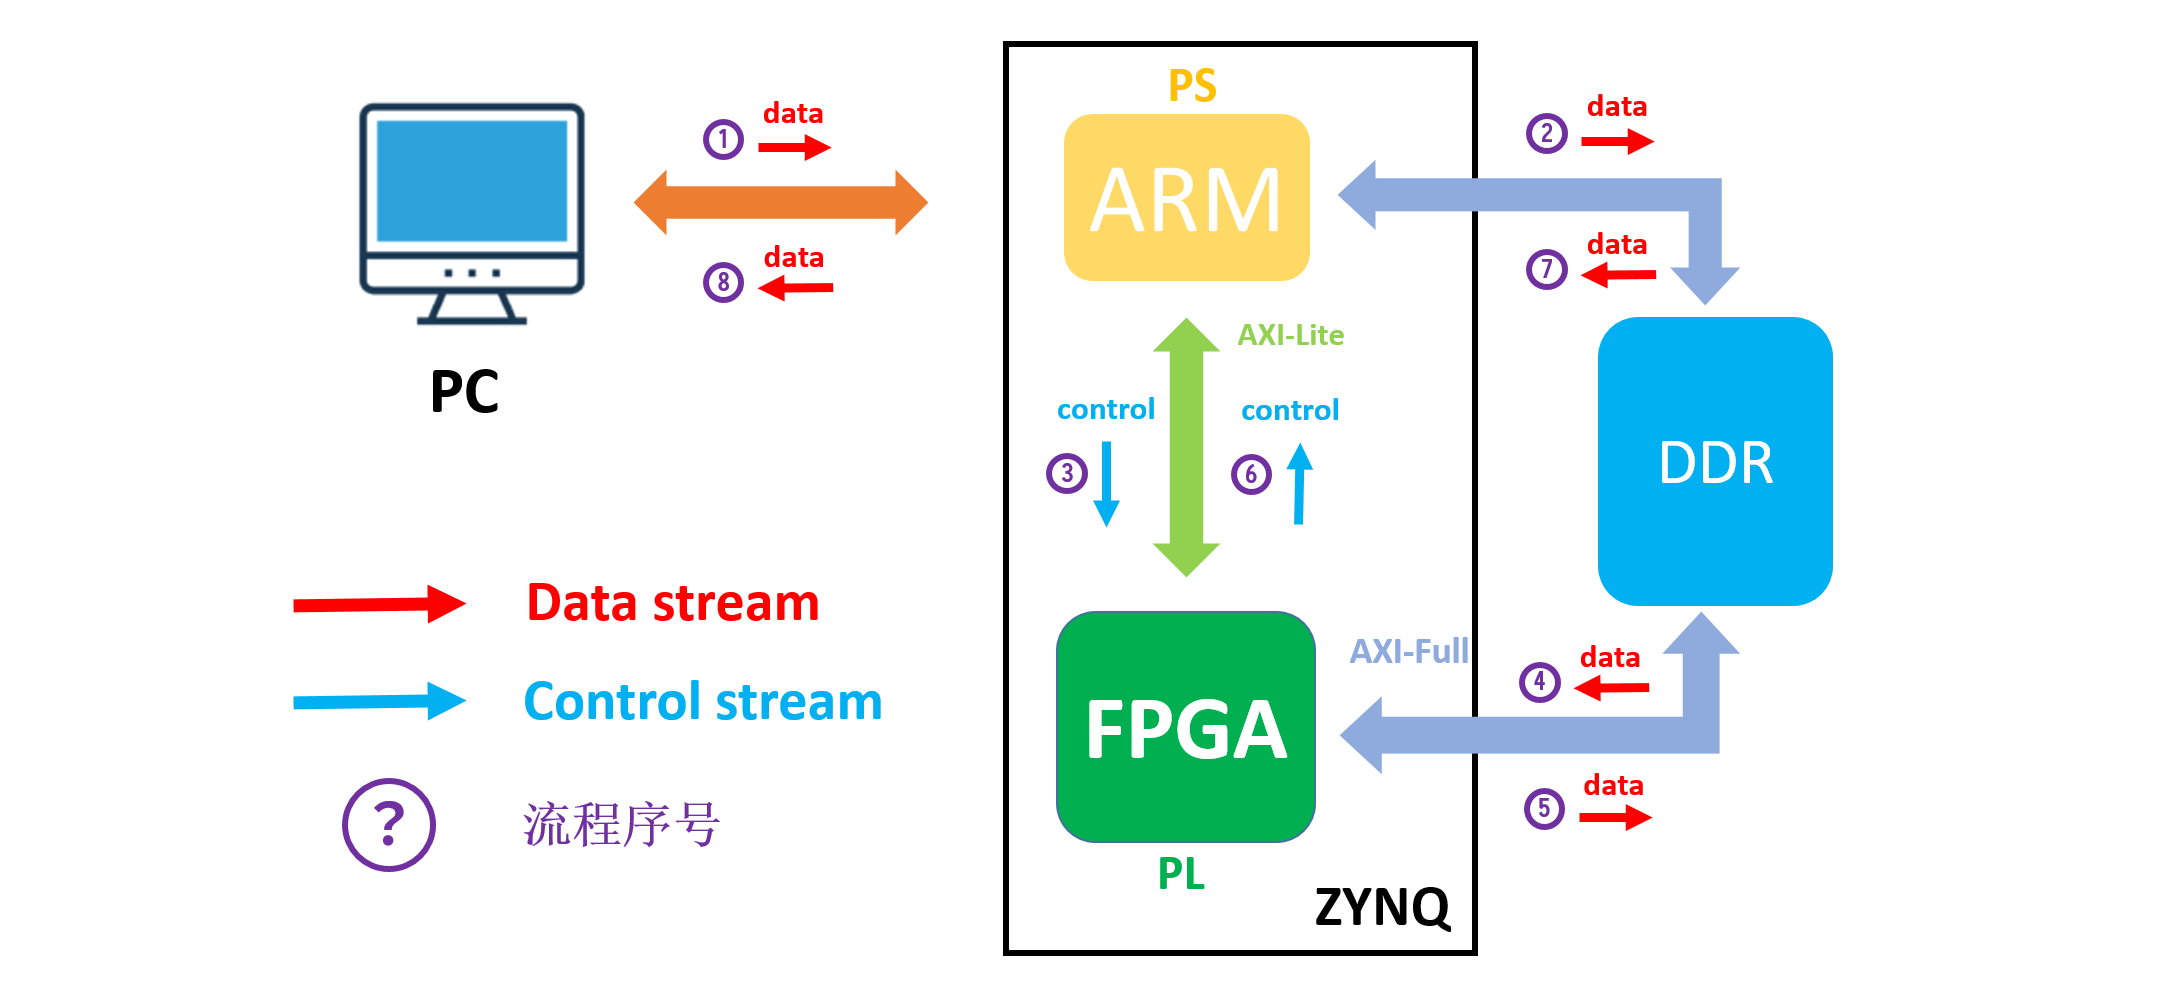 PC
① data
⑧ data
PS
ARM
AXI-Lite
control
③
control
⑥
FPGA
PL
ZYNQ
② data
⑦ data
DDR
AXI-Full
④ data
⑤ data
Data stream
Control stream
? 流程序号